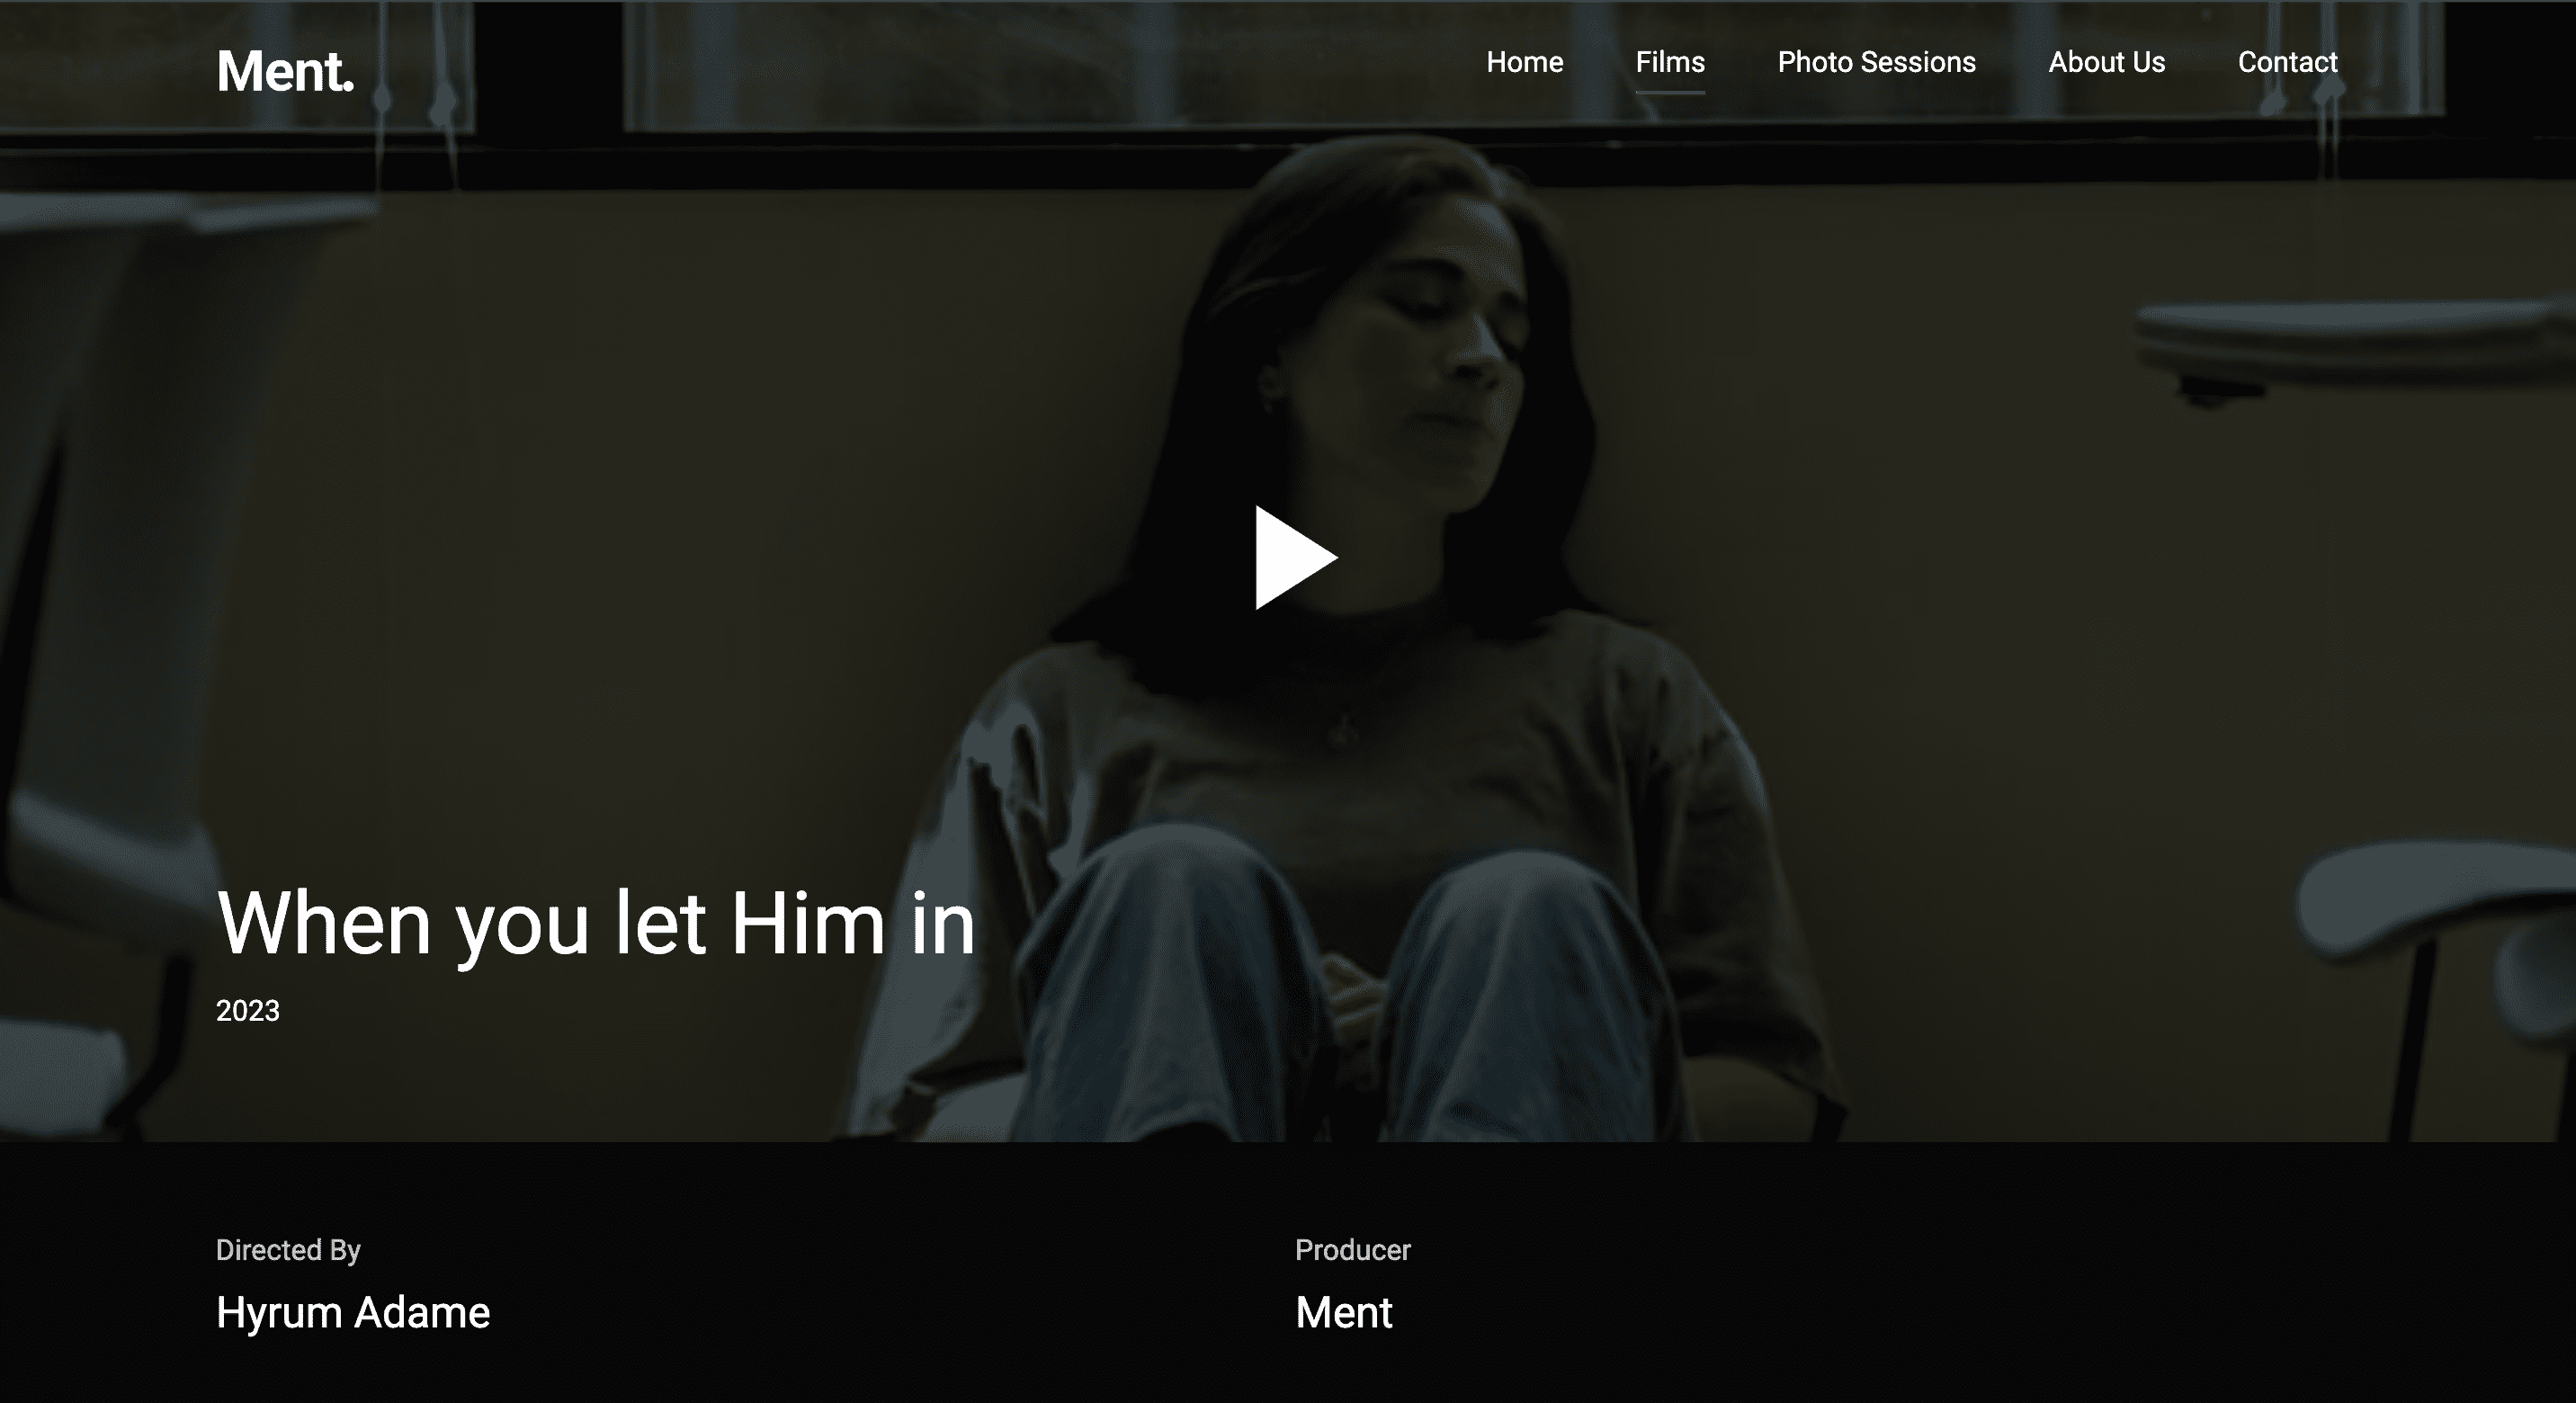 Ment.
Home Films Photo Sessions About Us Contact
When you let Him in
2023
Directed By
Hyrum Adame
Producer
Ment